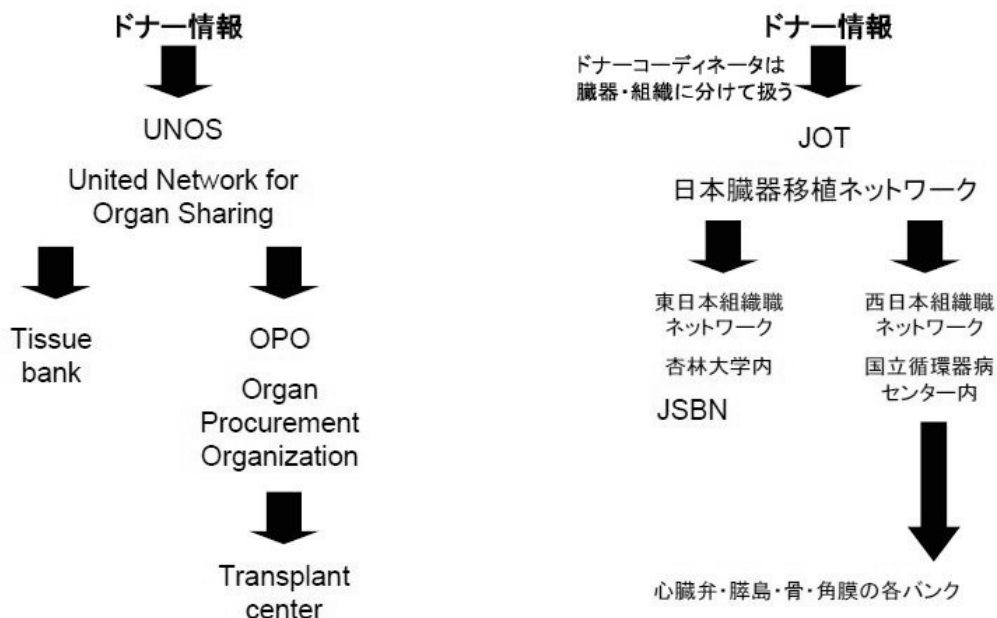 ドナー情報
UNOS
United Network for
Organ Sharing
Tissue
bank
OPO
Organ
Procurement
Organization
Transplant
center
ドナー情報
ドナーコーディネータは
臓器・組織に分けて扱う
JOT
日本臓器移植ネットワーク
東日本組織職
ネットワーク
杏林大学内
JSBN
西日本組織職
ネットワーク
国立循環器病
センター内
心臓弁・膵島・骨・角膜の各バンク